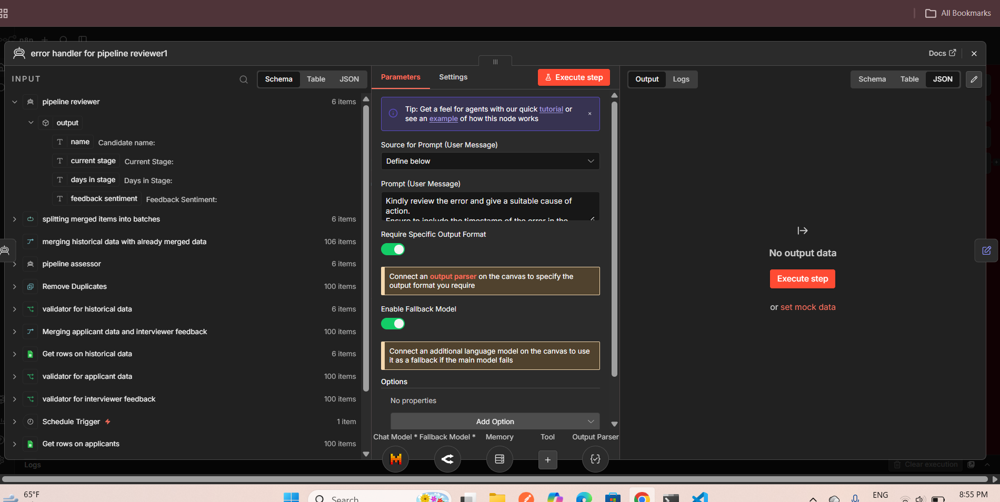 All Bookmarks
n8n
error handler for pipeline reviewer1
Docs
INPUT
Schema
Table
JSON
pipeline reviewer
6 items
output
name
Candidate name:
current stage
Current Stage:
days in stage
Days in Stage:
feedback sentiment
Feedback Sentiment:
splitting merged items into batches
6 items
merging historical data with already merged data
106 items
pipeline assessor
6 items
Remove Duplicates
100 items
validator for historical data
6 items
Merging applicant data and interviewer feedback
100 items
Get rows on historical data
6 items
validator for applicant data
100 items
validator for interviewer feedback
100 items
Schedule Trigger
1 item
Get rows on applicants
100 items
Parameters
Settings
Execute step
Tip: Get a feel for agents with our quick tutorial or
see an example of how this node works
Source for Prompt (User Message)
Define below
Prompt (User Message)
Kindly review the error and give a suitable cause of
action.
Ensure to include the timestamp of the error in the
Require Specific Output Format
Connect an output parser on the canvas to specify the
output format you require
Enable Fallback Model
Connect an additional language model on the canvas to use
it as a fallback if the main model fails
Options
No properties
Add Option
Chat Model * Fallback Model * Memory Tool Output Parser
Output
Logs
Schema
Table
JSON
No output data
Execute step
or set mock data
Logs
Clear execution
65°F
Search
ENG
8:55 PM